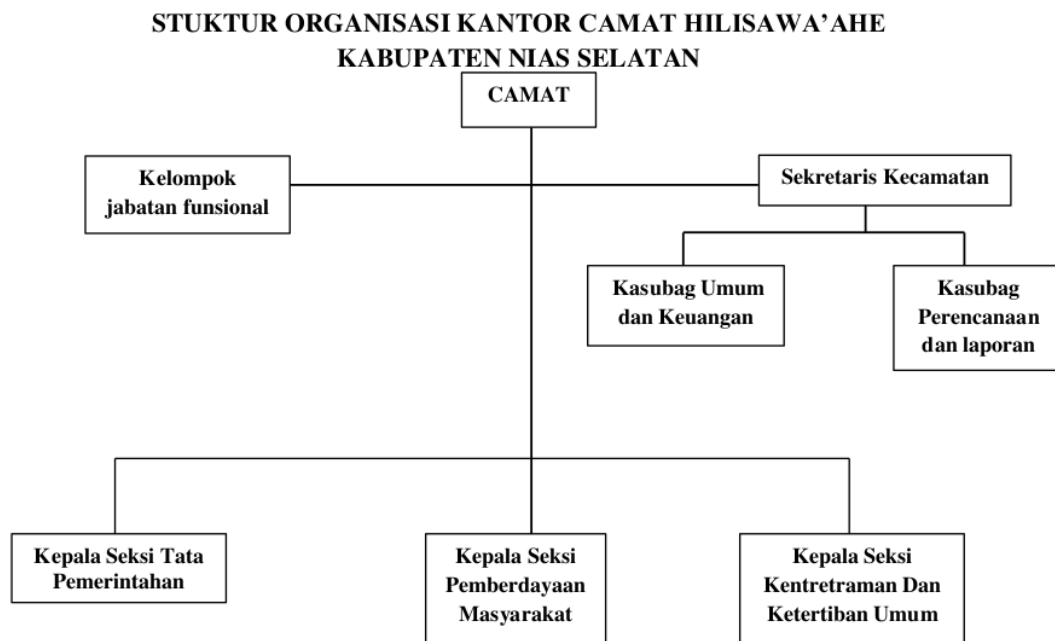 STUKTUR ORGANISASI KANTOR CAMAT HILISAWA’AHE
KABUPATEN NIAS SELATAN
CAMAT
Kelompok
jabatan funsional
Sekretaris Kecamatan
Kasubag Umum
dan Keuangan
Kasubag
Perencanaan
dan laporan
Kepala Seksi Tata
Pemerintahan
Kepala Seksi
Pemberdayaan
Masyarakat
Kepala Seksi
Kentretraman Dan
Ketertiban Umum